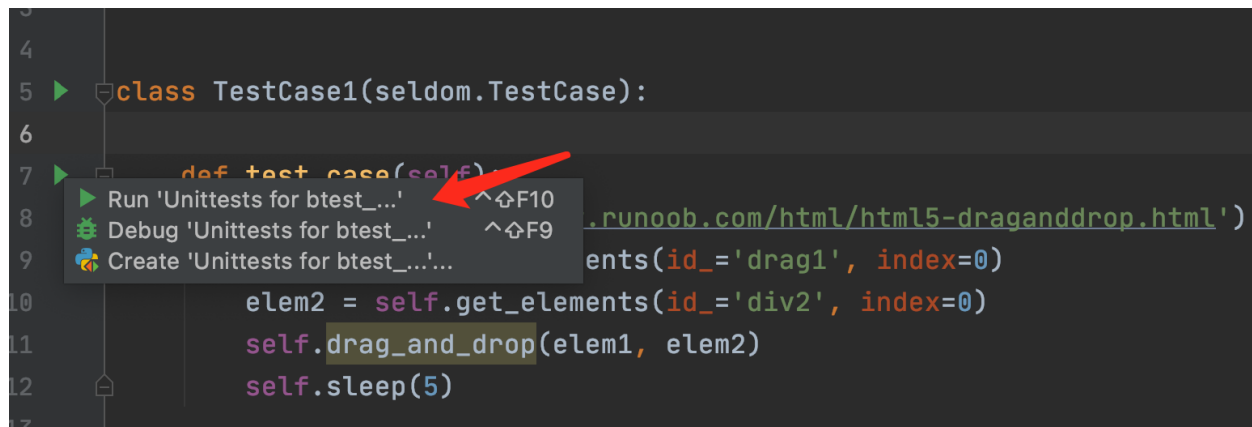 4
5 class TestCase1(seldom.TestCase):
6
7 def test_case(self):
Run 'Unittests for btest_...' ^⇧F10
8 .runoob.com/html/html5-draganddrop.html')
Debug 'Unittests for btest_...' ^⇧F9
9 ents(id_='drag1', index=0)
Create 'Unittests for btest_...'...
10 elem2 = self.get_elements(id_='div2', index=0)
11 self.drag_and_drop(elem1, elem2)
12 self.sleep(5)